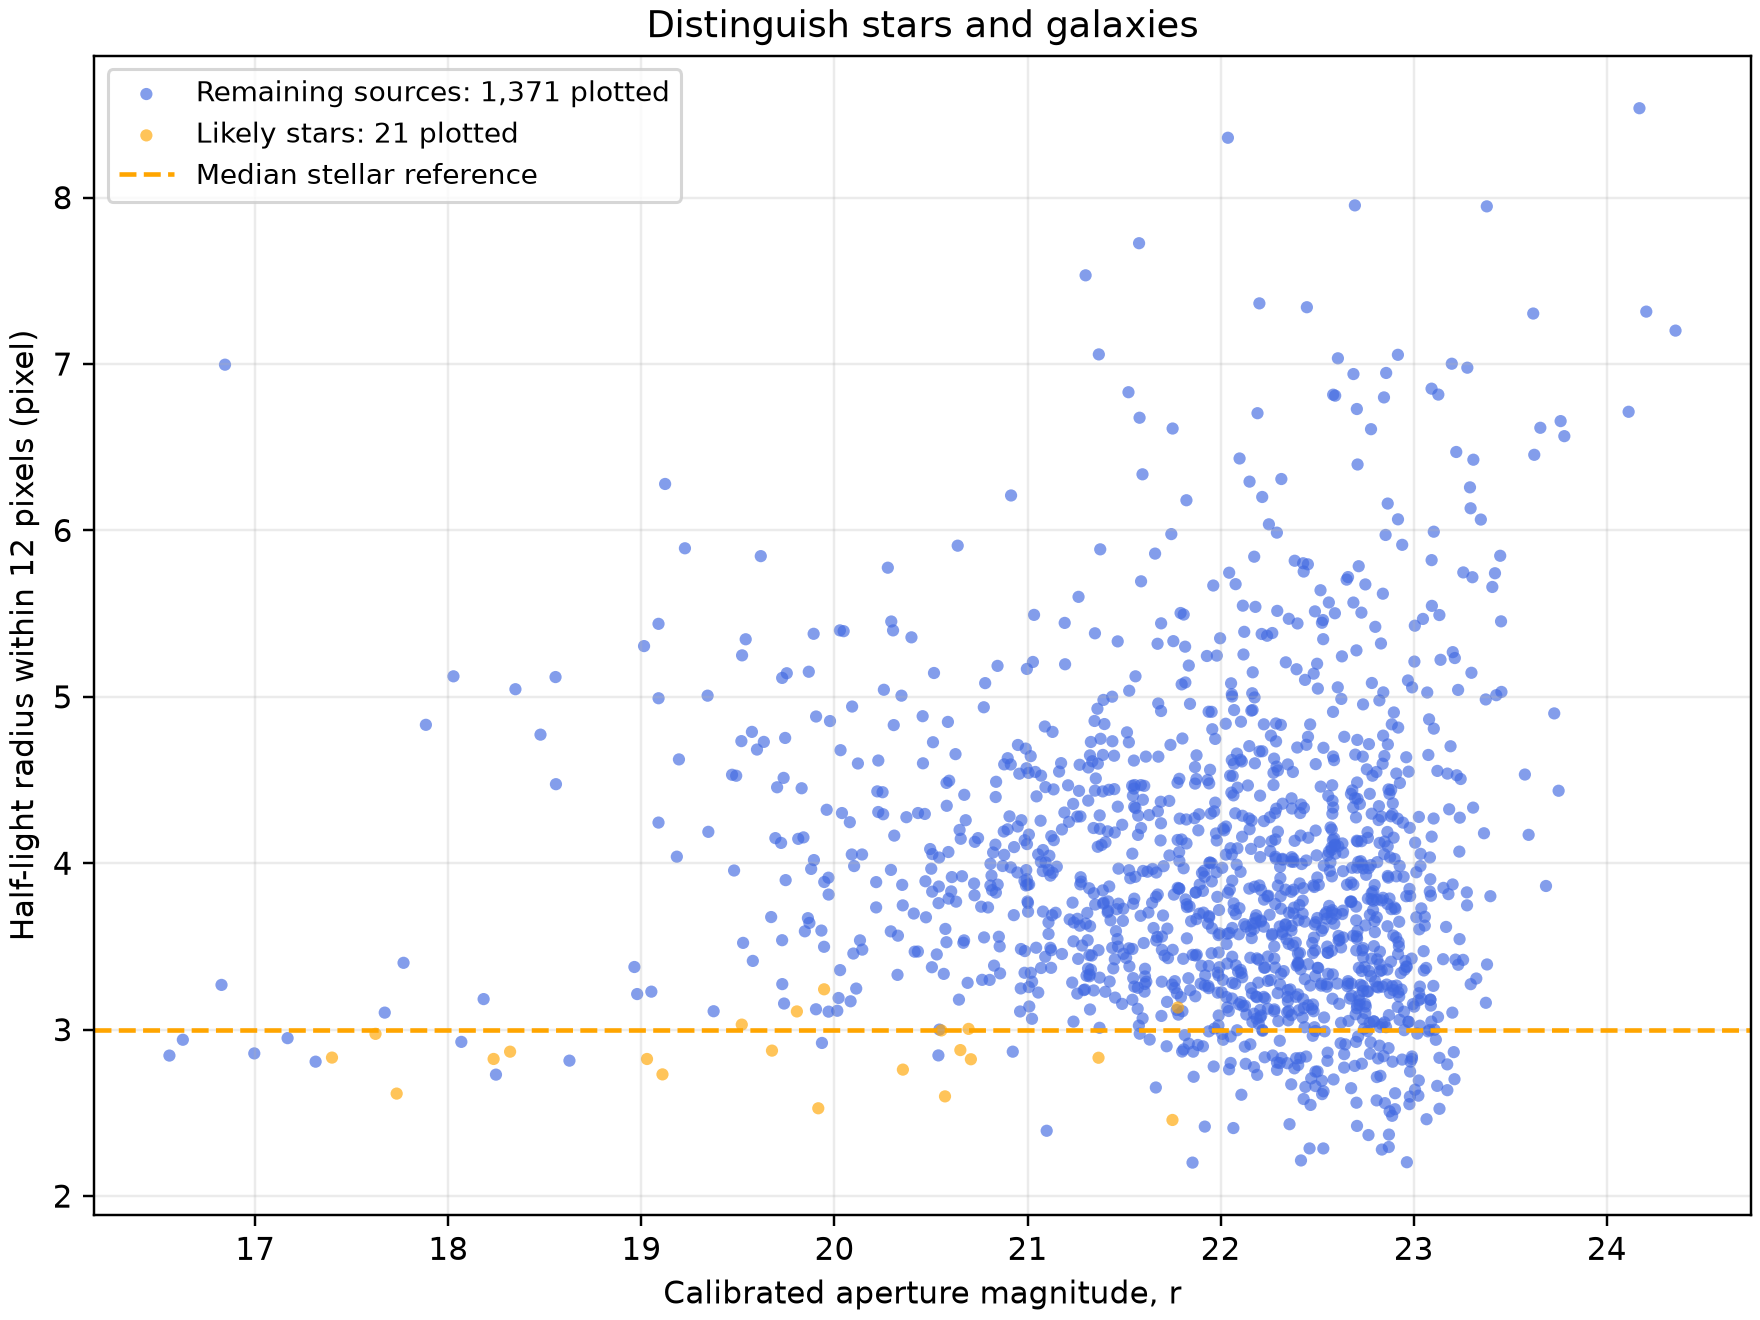 Distinguish stars and galaxies
Remaining sources: 1,371 plotted
Likely stars: 21 plotted
Median stellar reference
Half-light radius within 12 pixels (pixel)
8
7
6
5
4
3
2
17 18 19 20 21 22 23 24
Calibrated aperture magnitude, r